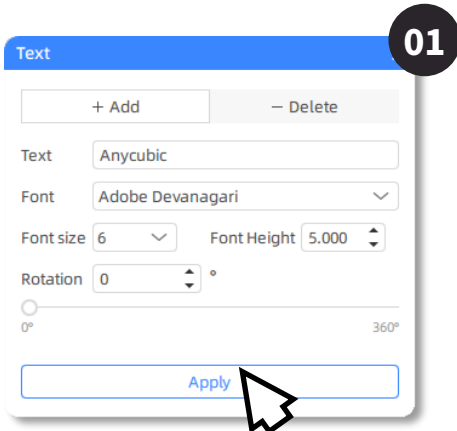 01
Text
+ Add − Delete
Text Anycubic
Font Adobe Devanagari
Font size 6 Font Height 5.000
Rotation 0 °
0° 360°
Apply